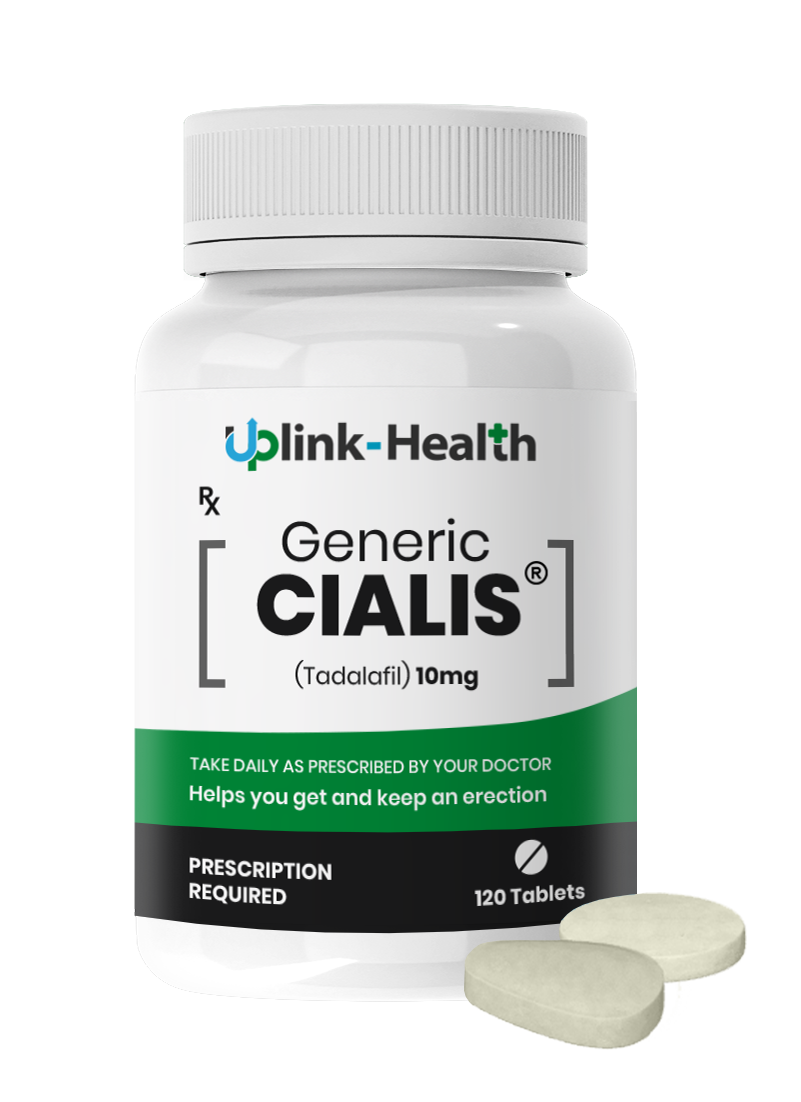 Uplink-Health
Rx
Generic
CIALIS®
(Tadalafil) 10mg
TAKE DAILY AS PRESCRIBED BY YOUR DOCTOR
Helps you get and keep an erection
PRESCRIPTION
REQUIRED
120 Tablets